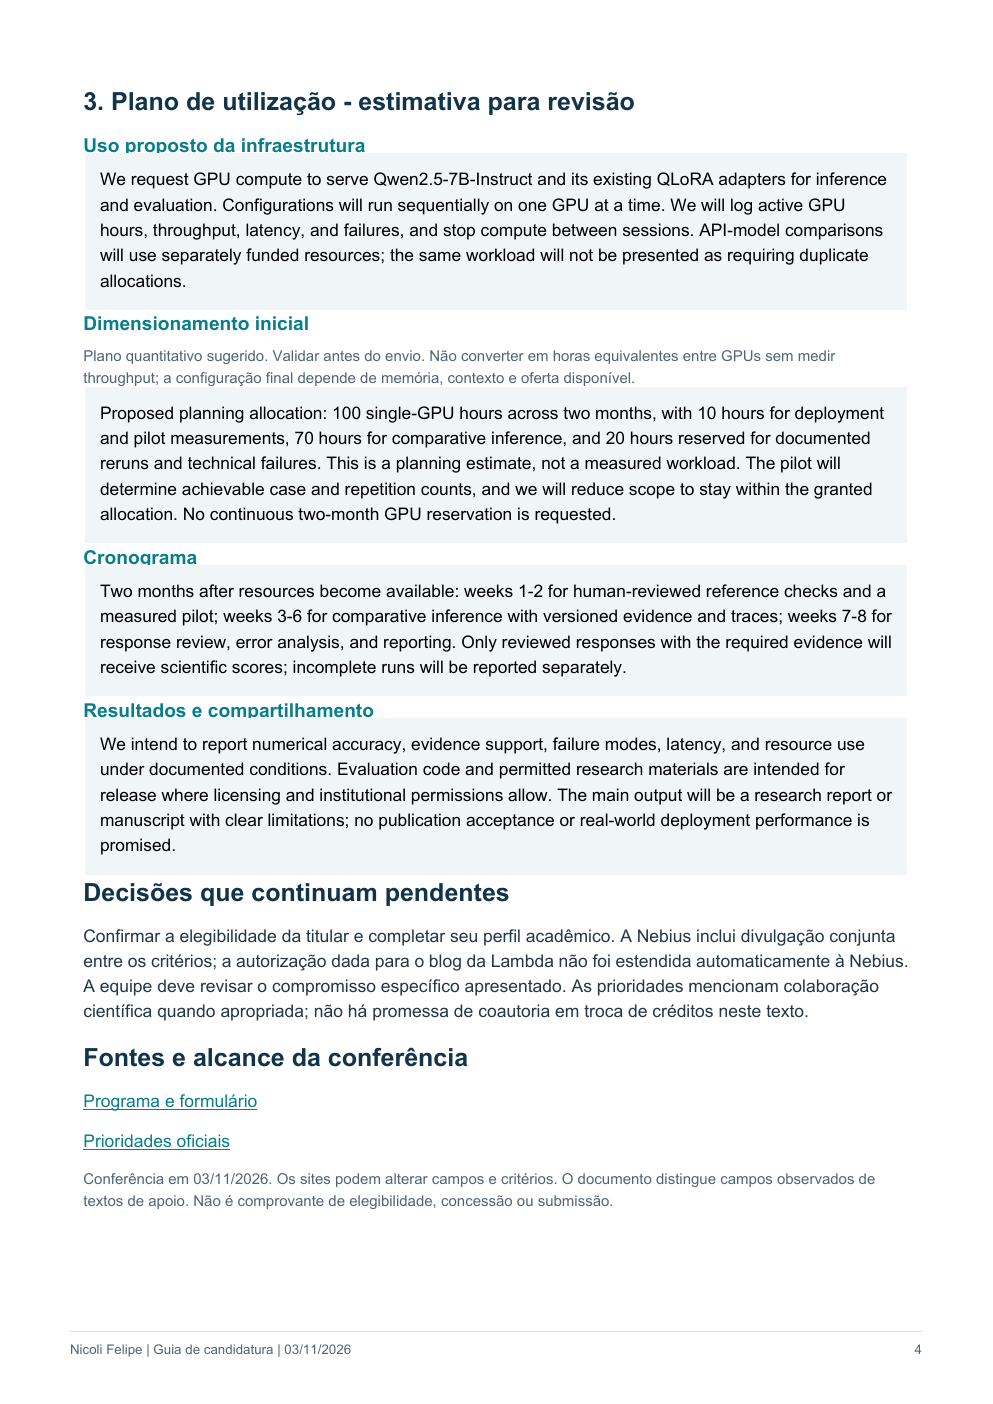 3. Plano de utilização - estimativa para revisão
Uso proposto da infraestrutura
We request GPU compute to serve Qwen2.5-7B-Instruct and its existing QLoRA adapters for inference
and evaluation. Configurations will run sequentially on one GPU at a time. We will log active GPU
hours, throughput, latency, and failures, and stop compute between sessions. API-model comparisons
will use separately funded resources; the same workload will not be presented as requiring duplicate
allocations.
Dimensionamento inicial
Plano quantitativo sugerido. Validar antes do envio. Não converter em horas equivalentes entre GPUs sem medir
throughput; a configuração final depende de memória, contexto e oferta disponível.
Proposed planning allocation: 100 single-GPU hours across two months, with 10 hours for deployment
and pilot measurements, 70 hours for comparative inference, and 20 hours reserved for documented
reruns and technical failures. This is a planning estimate, not a measured workload. The pilot will
determine achievable case and repetition counts, and we will reduce scope to stay within the granted
allocation. No continuous two-month GPU reservation is requested.
Cronograma
Two months after resources become available: weeks 1-2 for human-reviewed reference checks and a
measured pilot; weeks 3-6 for comparative inference with versioned evidence and traces; weeks 7-8 for
response review, error analysis, and reporting. Only reviewed responses with the required evidence will
receive scientific scores; incomplete runs will be reported separately.
Resultados e compartilhamento
We intend to report numerical accuracy, evidence support, failure modes, latency, and resource use
under documented conditions. Evaluation code and permitted research materials are intended for
release where licensing and institutional permissions allow. The main output will be a research report or
manuscript with clear limitations; no publication acceptance or real-world deployment performance is
promised.
Decisões que continuam pendentes
Confirmar a elegibilidade da titular e completar seu perfil acadêmico. A Nebius inclui divulgação conjunta
entre os critérios; a autorização dada para o blog da Lambda não foi estendida automaticamente à Nebius.
A equipe deve revisar o compromisso específico apresentado. As prioridades mencionam colaboração
científica quando apropriada; não há promessa de coautoria em troca de créditos neste texto.
Fontes e alcance da conferência
Programa e formulário
Prioridades oficiais
Conferência em 03/11/2026. Os sites podem alterar campos e critérios. O documento distingue campos observados de
textos de apoio. Não é comprovante de elegibilidade, concessão ou submissão.
Nicoli Felipe | Guia de candidatura | 03/11/2026
4